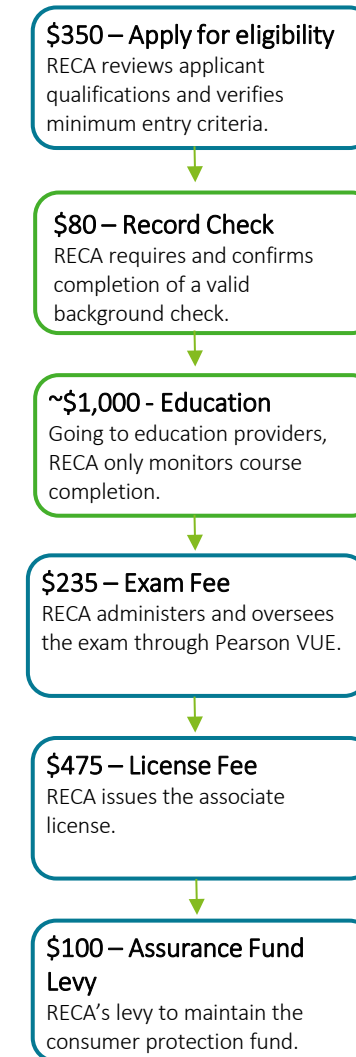 $350 – Apply for eligibility
RECA reviews applicant
qualifications and verifies
minimum entry criteria.
$80 – Record Check
RECA requires and confirms
completion of a valid
background check.
~$1,000 - Education
Going to education providers,
RECA only monitors course
completion.
$235 – Exam Fee
RECA administers and oversees
the exam through Pearson VUE.
$475 – License Fee
RECA issues the associate
license.
$100 – Assurance Fund
Levy
RECA’s levy to maintain the
consumer protection fund.